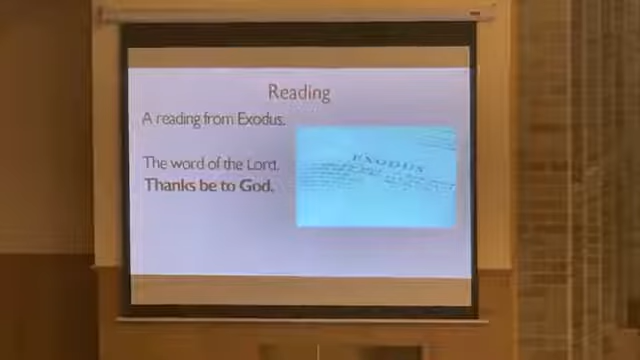 Reading
A reading from Exodus.
The word of the Lord.
Thanks be to God.
EXODUS